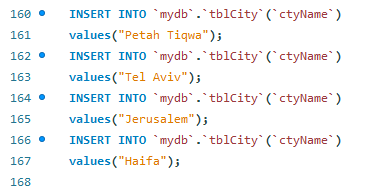 160 INSERT INTO `mydb`.`tblCity`(`ctyName`)
161 values("Petah Tiqwa");
162 INSERT INTO `mydb`.`tblCity`(`ctyName`)
163 values("Tel Aviv");
164 INSERT INTO `mydb`.`tblCity`(`ctyName`)
165 values("Jerusalem");
166 INSERT INTO `mydb`.`tblCity`(`ctyName`)
167 values("Haifa");
168